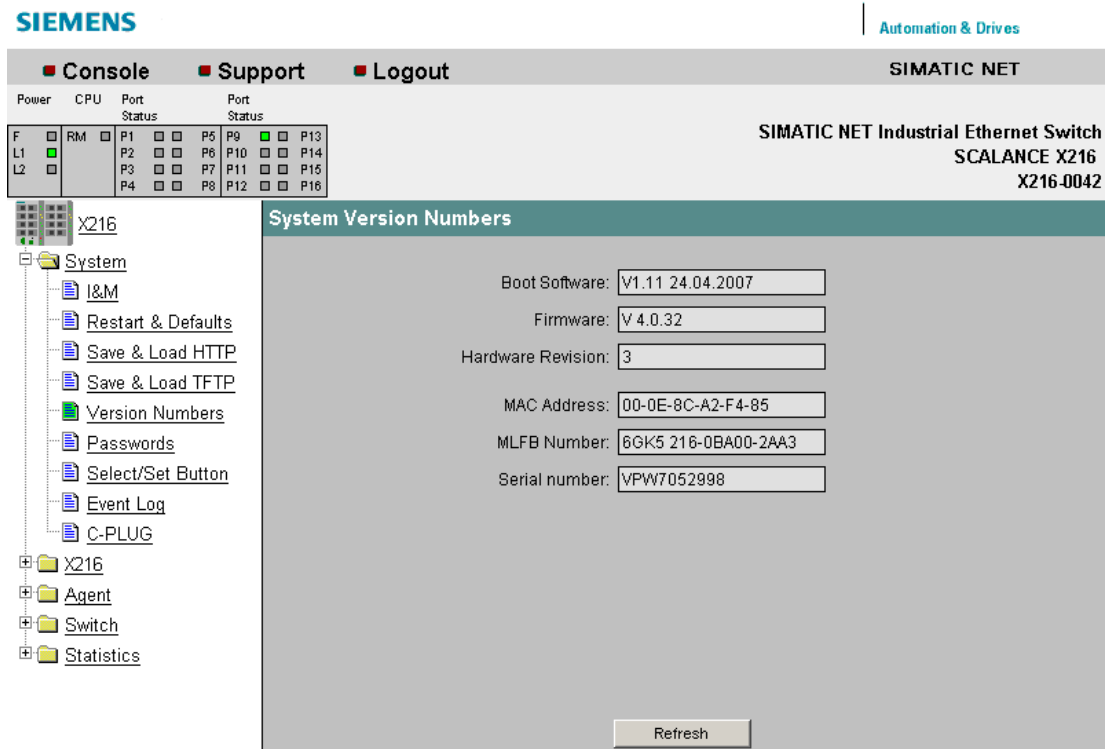 SIEMENS
Automation & Drives
Console Support Logout SIMATIC NET
Power CPU Port Status Port Status
F RM P1 P5 P9 P13
L1 P2 P6 P10 P14
L2 P3 P7 P11 P15
P4 P8 P12 P16
SIMATIC NET Industrial Ethernet Switch
SCALANCE X216
X216-0042
X216
System
I&M
Restart & Defaults
Save & Load HTTP
Save & Load TFTP
Version Numbers
Passwords
Select/Set Button
Event Log
C-PLUG
X216
Agent
Switch
Statistics
System Version Numbers
Boot Software: V1.11 24.04.2007
Firmware: V 4.0.32
Hardware Revision: 3
MAC Address: 00-0E-8C-A2-F4-85
MLFB Number: 6GK5 216-0BA00-2AA3
Serial number: VPW7052998
Refresh